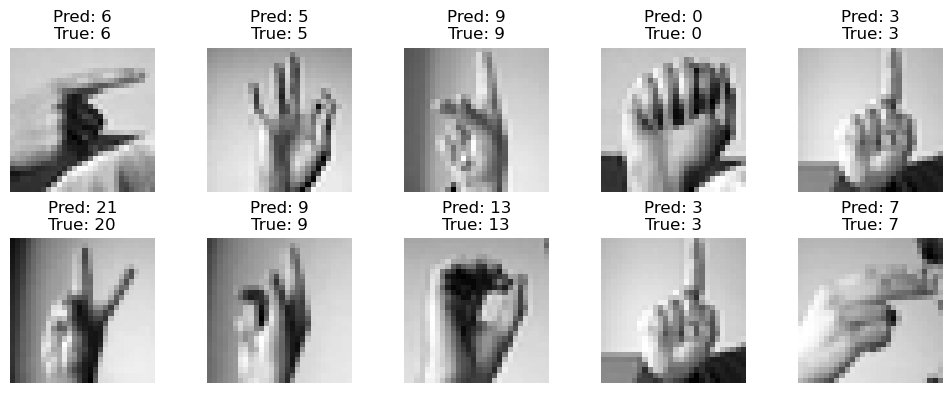 Pred: 6
True: 6
Pred: 5
True: 5
Pred: 9
True: 9
Pred: 0
True: 0
Pred: 3
True: 3
Pred: 21
True: 20
Pred: 9
True: 9
Pred: 13
True: 13
Pred: 3
True: 3
Pred: 7
True: 7